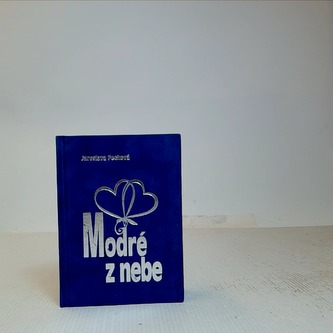 Jaroslava Pechová
Modré
z nebe